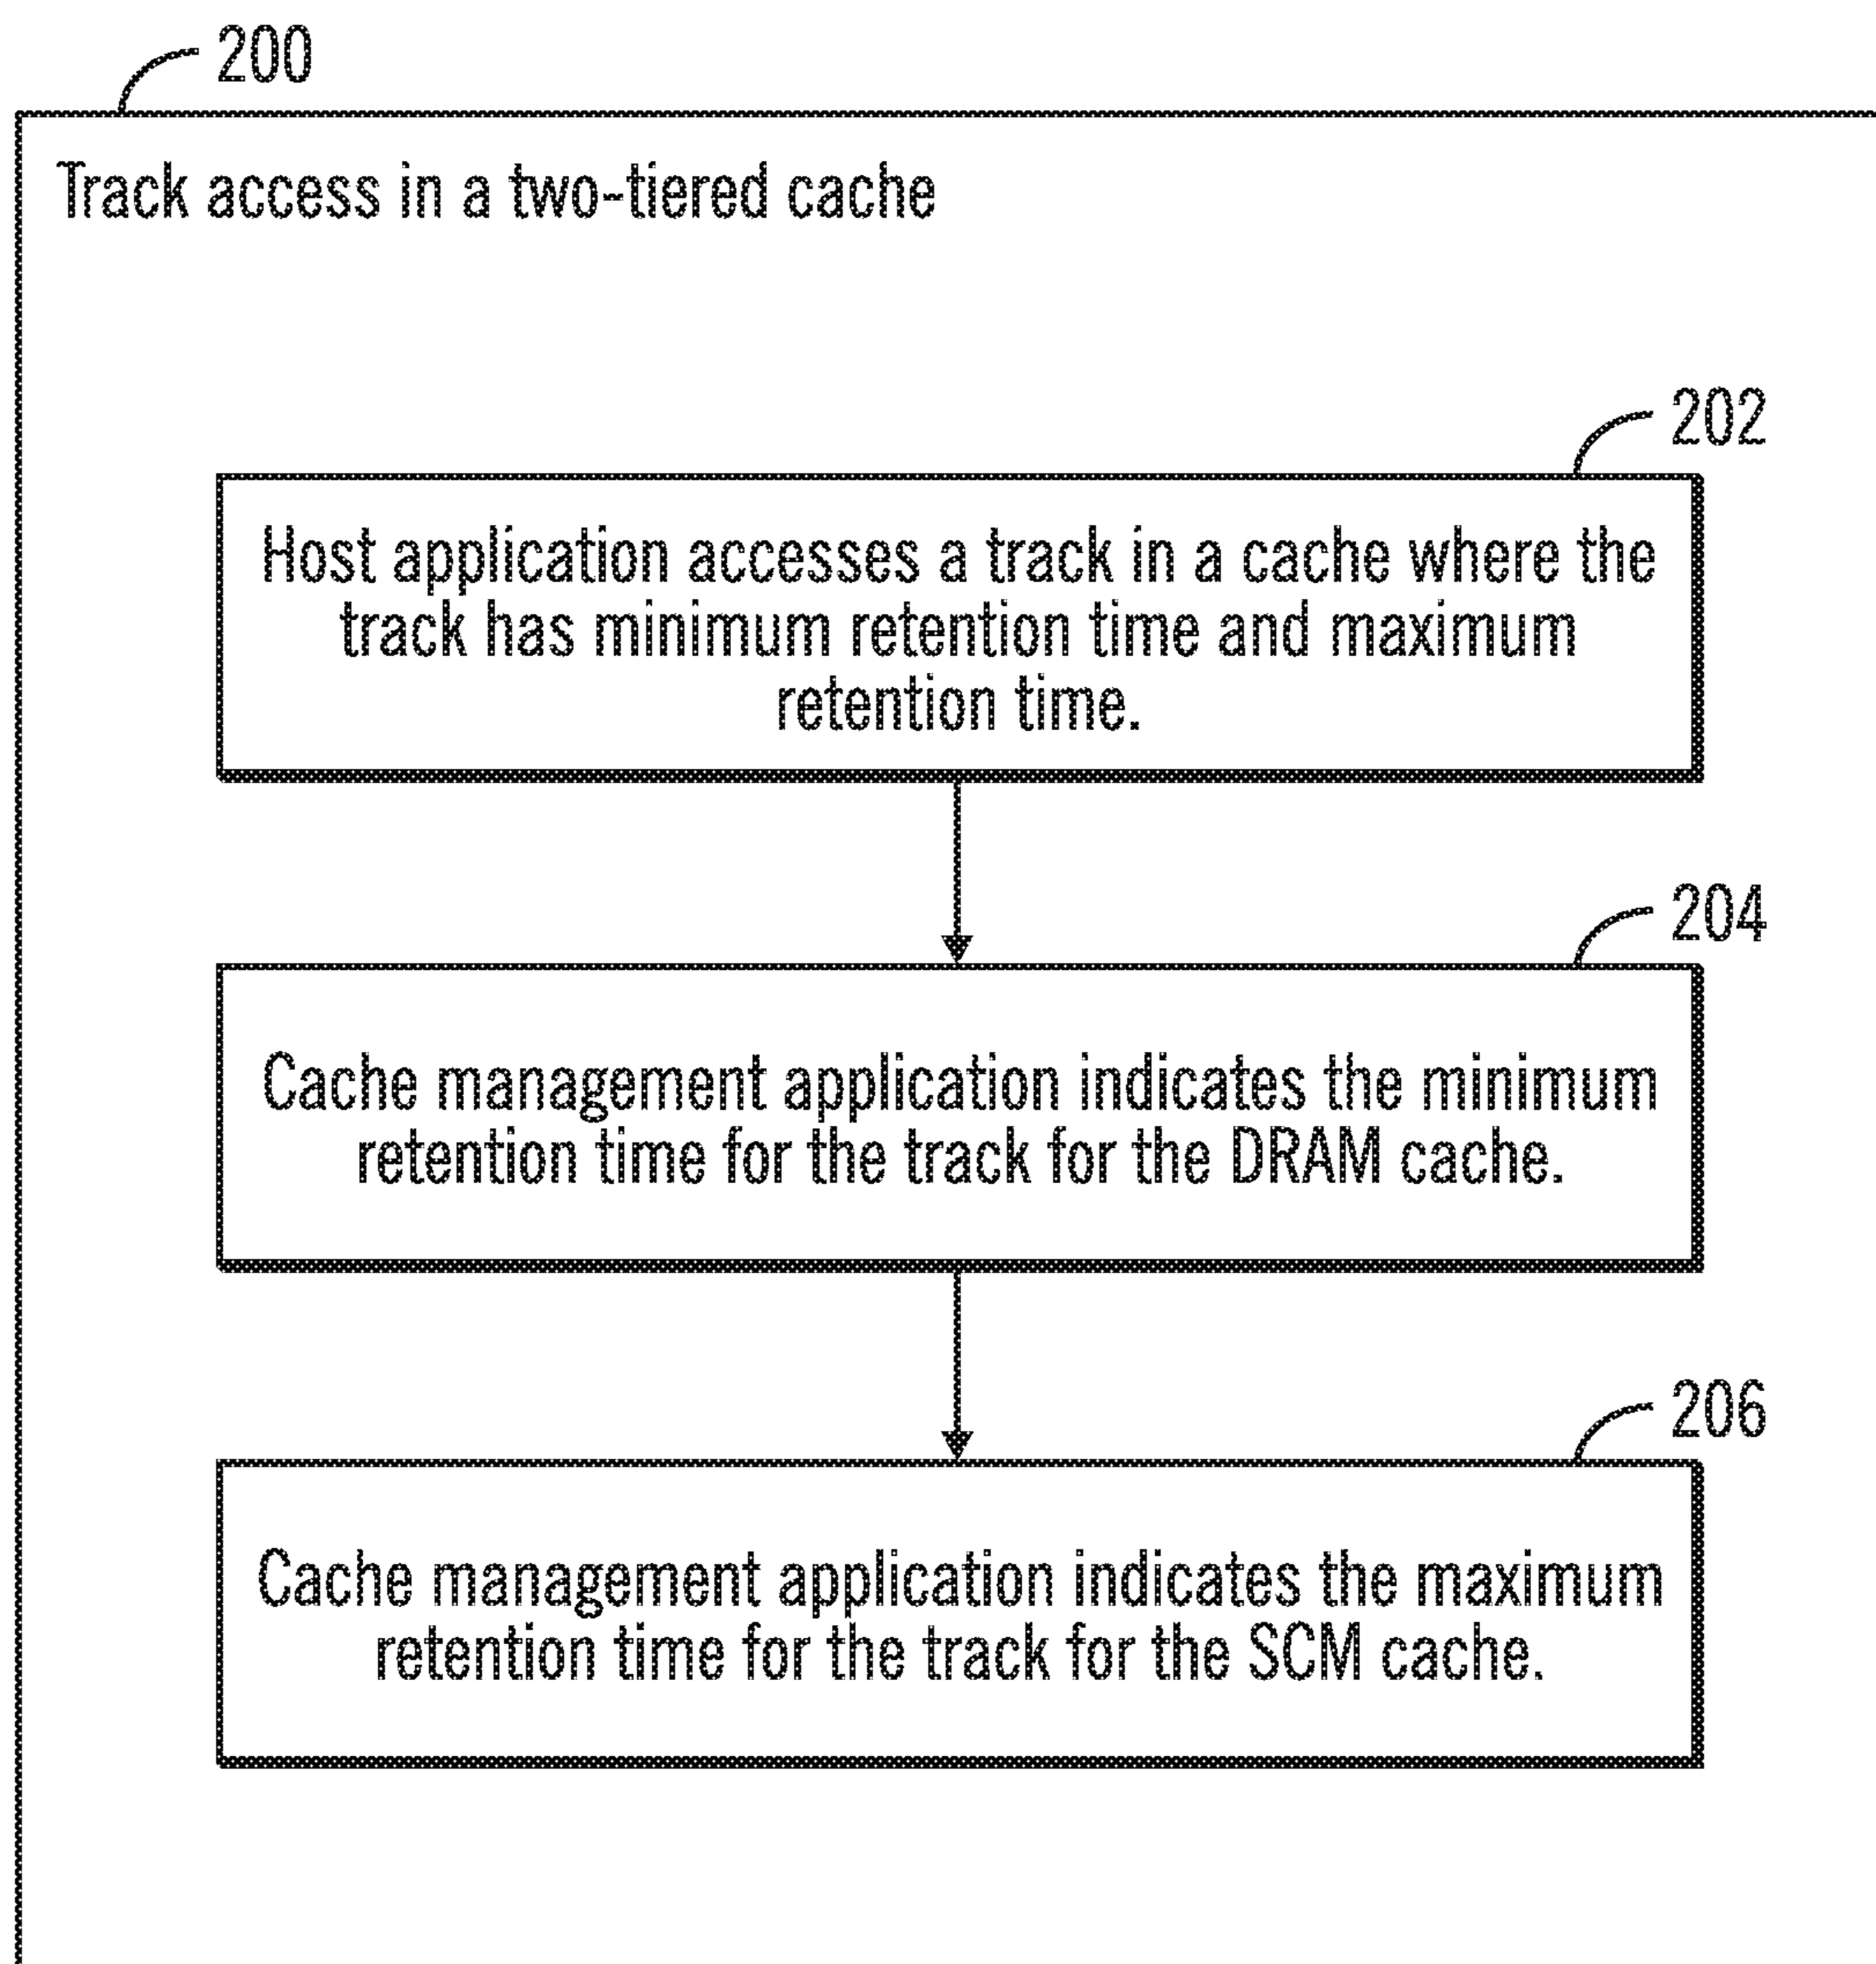 200
Track access in a two-tiered cache
202
Host application accesses a track in a cache where the
track has minimum retention time and maximum
retention time.
204
Cache management application indicates the minimum
retention time for the track for the DRAM cache.
206
Cache management application indicates the maximum
retention time for the track for the SCM cache.